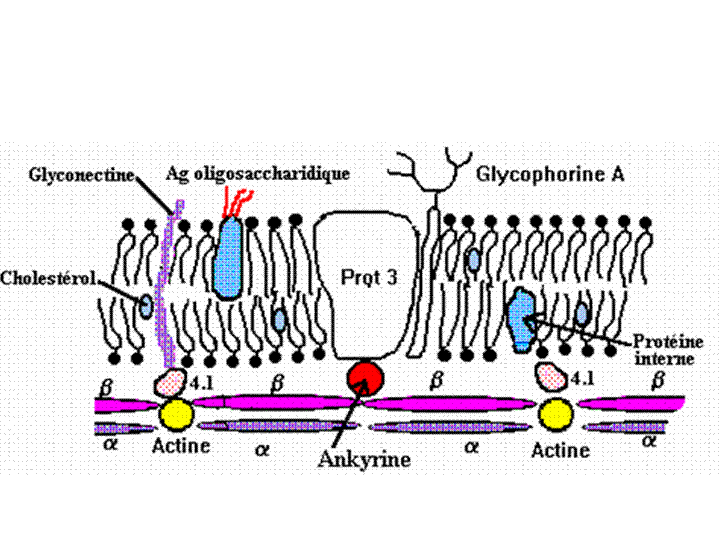 Glyconectine
Ag oligosaccharidique
Glycophorine A
Cholestérol
Prot 3
Protéine
interne
β
4.1
β
β
4.1
β
α
Actine
α
Ankyrine
α
Actine
α